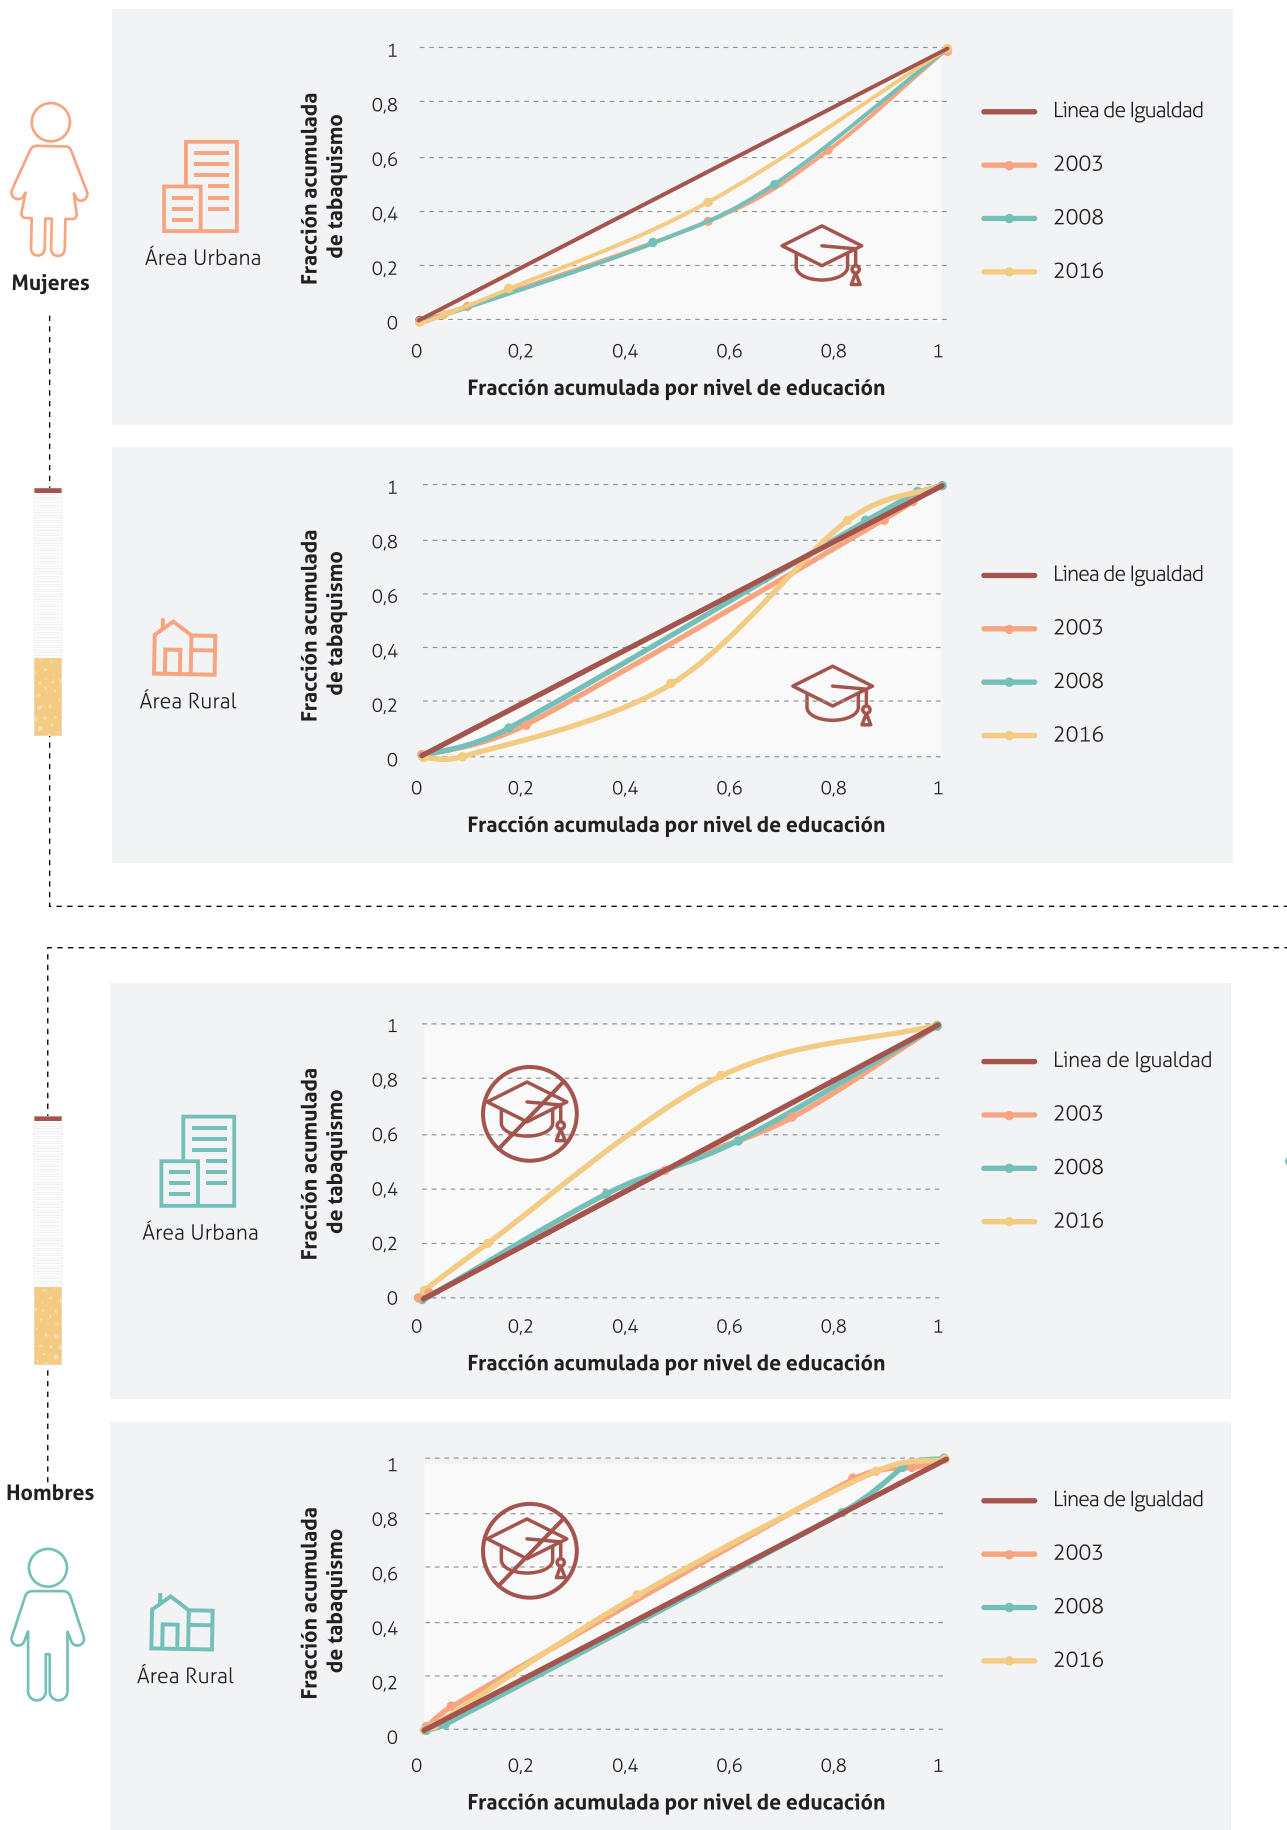 Mujeres
Área Urbana
Fracción acumulada
de tabaquismo
1
0,8
0,6
0,4
0,2
0
0 0,2 0,4 0,6 0,8 1
Fracción acumulada por nivel de educación
Linea de Igualdad
2003
2008
2016
Área Rural
Fracción acumulada
de tabaquismo
1
0,8
0,6
0,4
0,2
0
0 0,2 0,4 0,6 0,8 1
Fracción acumulada por nivel de educación
Linea de Igualdad
2003
2008
2016
Área Urbana
Fracción acumulada
de tabaquismo
1
0,8
0,6
0,4
0,2
0
0 0,2 0,4 0,6 0,8 1
Fracción acumulada por nivel de educación
Linea de Igualdad
2003
2008
2016
Hombres
Área Rural
Fracción acumulada
de tabaquismo
1
0,8
0,6
0,4
0,2
0
0 0,2 0,4 0,6 0,8 1
Fracción acumulada por nivel de educación
Linea de Igualdad
2003
2008
2016